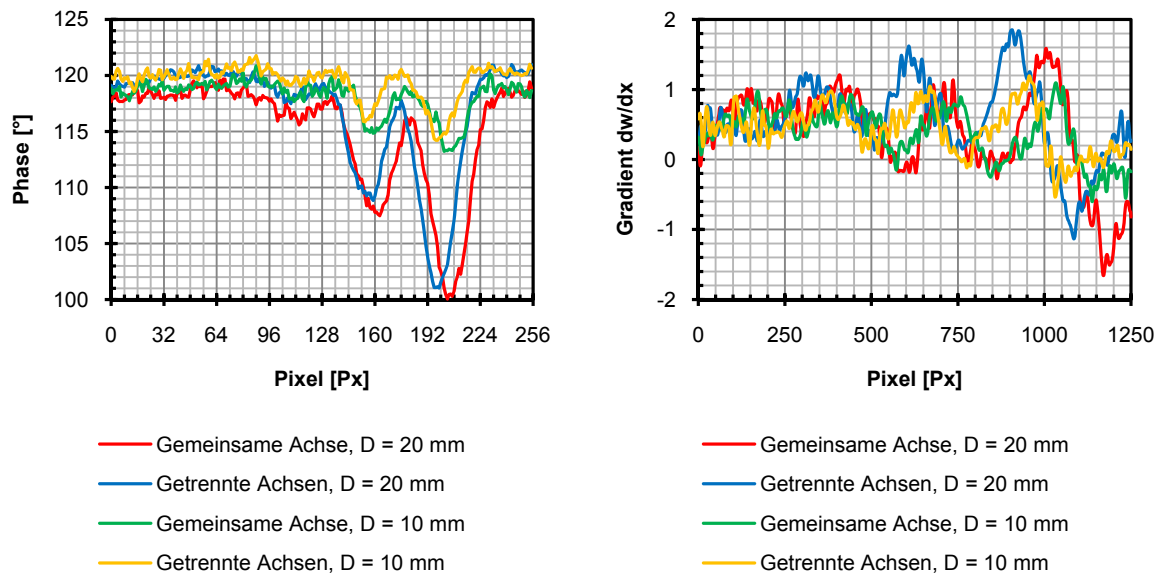 125
120
115
110
105
100
Phase [°]
0 32 64 96 128 160 192 224 256
Pixel [Px]
Gemeinsame Achse, D = 20 mm
Getrennte Achsen, D = 20 mm
Gemeinsame Achse, D = 10 mm
Getrennte Achsen, D = 10 mm
2
1
0
-1
-2
Gradient dw/dx
0 250 500 750 1000 1250
Pixel [Px]
Gemeinsame Achse, D = 20 mm
Getrennte Achsen, D = 20 mm
Gemeinsame Achse, D = 10 mm
Getrennte Achsen, D = 10 mm